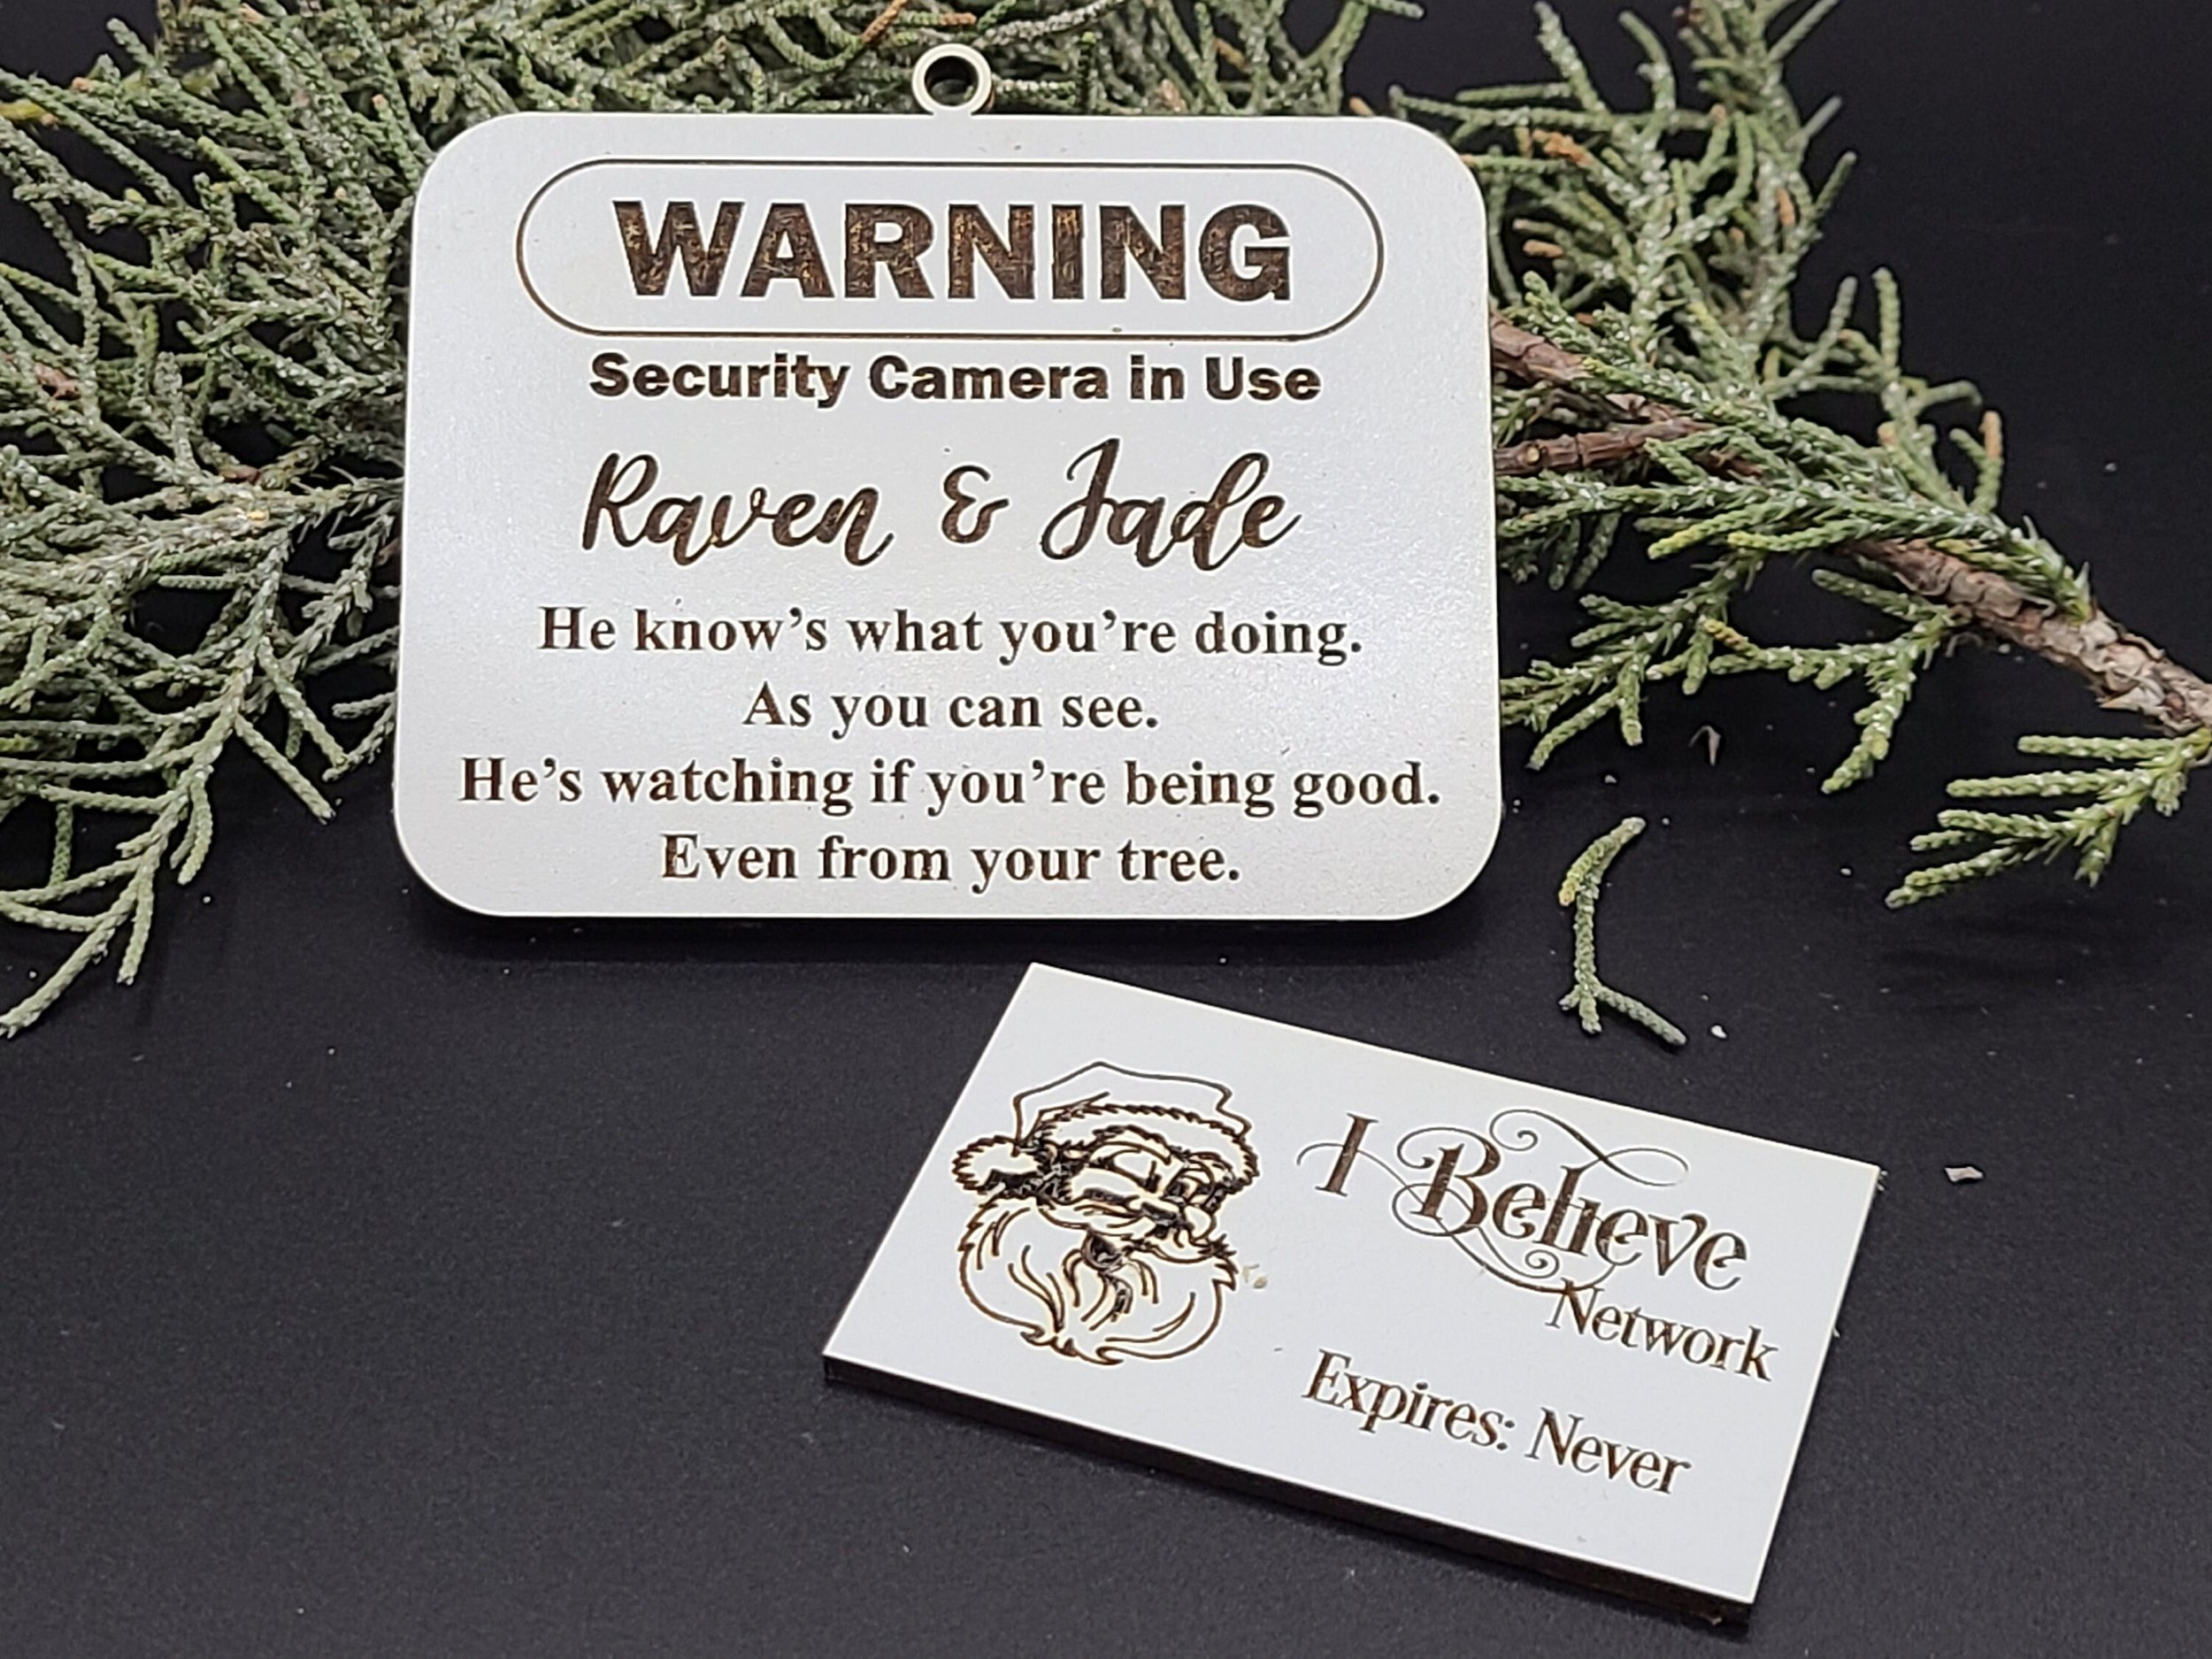 WARNING
Security Camera in Use
Raven & Jade
He know's what you're doing.
As you can see.
He's watching if you're being good.
Even from your tree.
I Believe
Network
Expires: Never